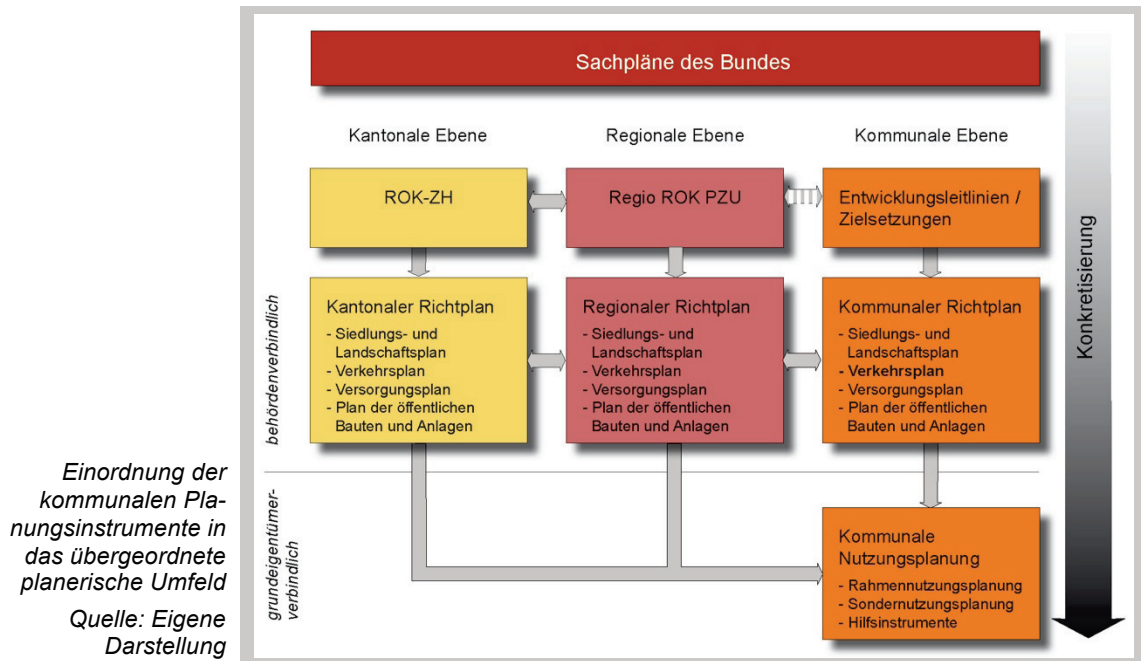 Sachpläne des Bundes
Kantonale Ebene
Regionale Ebene
Kommunale Ebene
ROK-ZH
Regio ROK PZU
Entwicklungsleitlinien /
Zielsetzungen
Kantonaler Richtplan
- Siedlungs- und
Landschaftsplan
- Verkehrsplan
- Versorgungsplan
- Plan der öffentlichen
Bauten und Anlagen
Regionaler Richtplan
- Siedlungs- und
Landschaftsplan
- Verkehrsplan
- Versorgungsplan
- Plan der öffentlichen
Bauten und Anlagen
Kommunaler Richtplan
- Siedlungs- und
Landschaftsplan
- Verkehrsplan
- Versorgungsplan
- Plan der öffentlichen
Bauten und Anlagen
behördenverbindlich
grundeigentümer-
verbindlich
Kommunale
Nutzungsplanung
- Rahmennutzungsplanung
- Sondernutzungsplanung
- Hilfsinstrumente
Konkretisierung
Einordnung der
kommunalen Pla-
nungsinstrumente in
das übergeordnete
planerische Umfeld
Quelle: Eigene
Darstellung